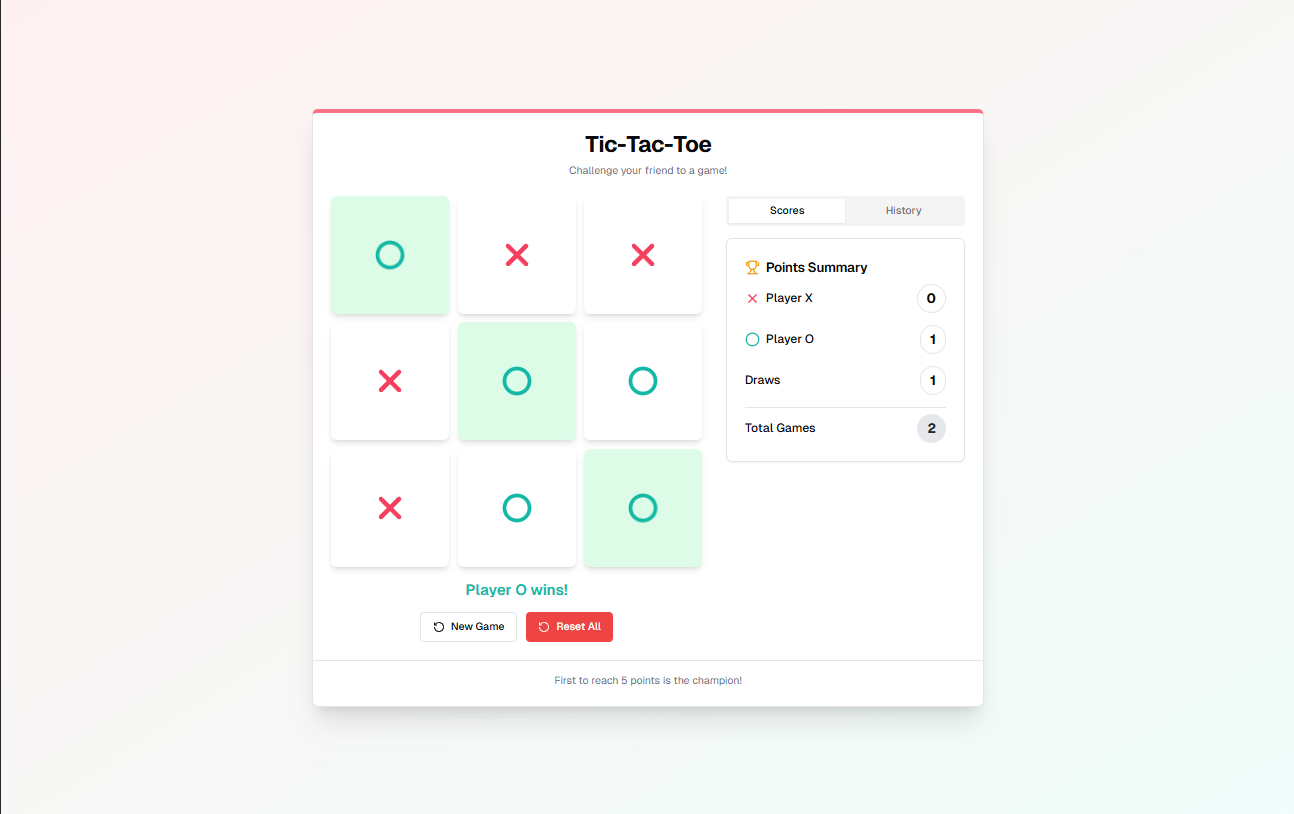 Tic-Tac-Toe
Challenge your friend to a game!
Scores
History
Points Summary
Player X
0
Player O
1
Draws
1
Total Games
2
Player O wins!
New Game
Reset All
First to reach 5 points is the champion!